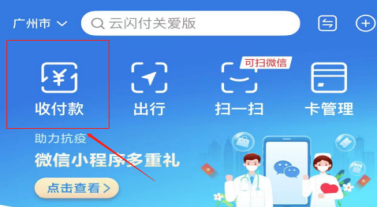 广州市
云闪付关爱版
可扫微信
收付款
出行
扫一扫
卡管理
助力抗疫
微信小程序多重礼
点击查看>